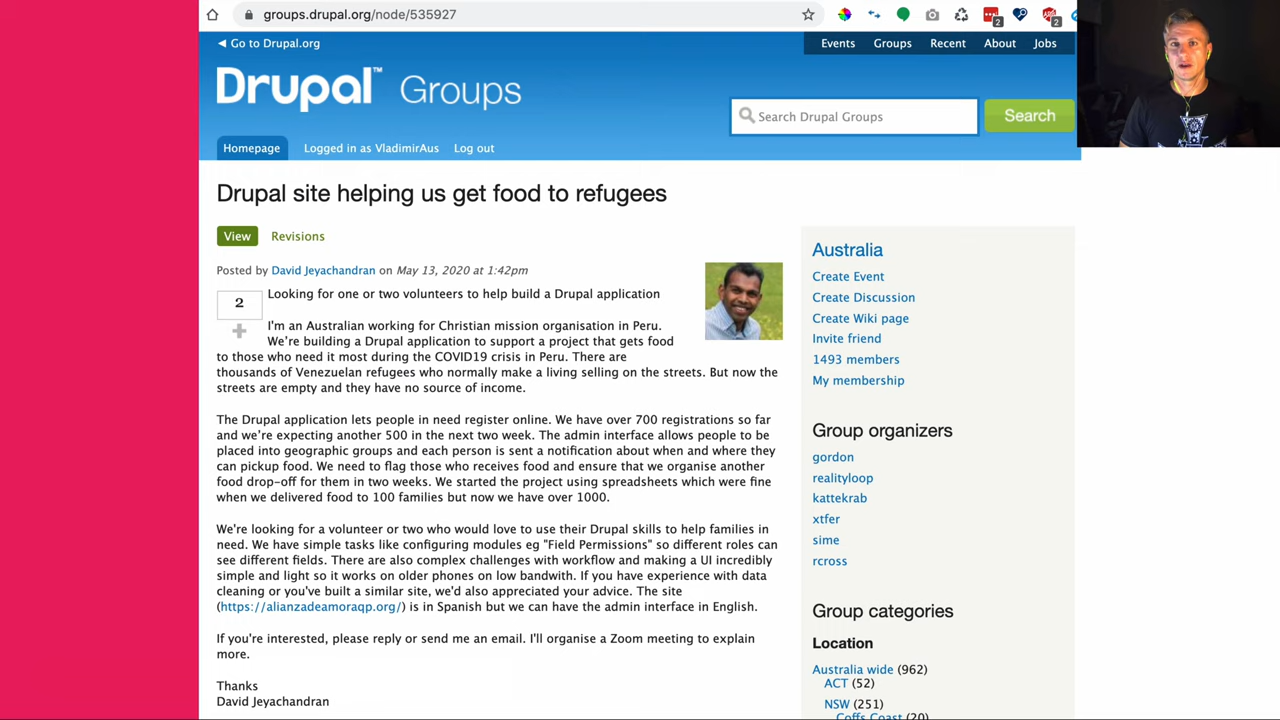 groups.drupal.org/node/535927
2
2
◄ Go to Drupal.org
Events Groups Recent About Jobs
Drupal™ Groups
Search Drupal Groups
Search
Homepage Logged in as VladimirAus Log out
Drupal site helping us get food to refugees
View Revisions
Posted by David Jeyachandran on May 13, 2020 at 1:42pm
2
Looking for one or two volunteers to help build a Drupal application
I'm an Australian working for Christian mission organisation in Peru.
We’re building a Drupal application to support a project that gets food
to those who need it most during the COVID19 crisis in Peru. There are
thousands of Venezuelan refugees who normally make a living selling on the streets. But now the
streets are empty and they have no source of income.
The Drupal application lets people in need register online. We have over 700 registrations so far
and we’re expecting another 500 in the next two week. The admin interface allows people to be
placed into geographic groups and each person is sent a notification about when and where they
can pickup food. We need to flag those who receives food and ensure that we organise another
food drop-off for them in two weeks. We started the project using spreadsheets which were fine
when we delivered food to 100 families but now we have over 1000.
We're looking for a volunteer or two who would love to use their Drupal skills to help families in
need. We have simple tasks like configuring modules eg "Field Permissions" so different roles can
see different fields. There are also complex challenges with workflow and making a UI incredibly
simple and light so it works on older phones on low bandwith. If you have experience with data
cleaning or you've built a similar site, we'd also appreciated your advice. The site
(https://alianzadeamoraqp.org/) is in Spanish but we can have the admin interface in English.
If you're interested, please reply or send me an email. I'll organise a Zoom meeting to explain
more.
Thanks
David Jeyachandran
Australia
Create Event
Create Discussion
Create Wiki page
Invite friend
1493 members
My membership
Group organizers
gordon
realityloop
kattekrab
xtfer
sime
rcross
Group categories
Location
Australia wide (962)
ACT (52)
NSW (251)
Coffs Coast (20)